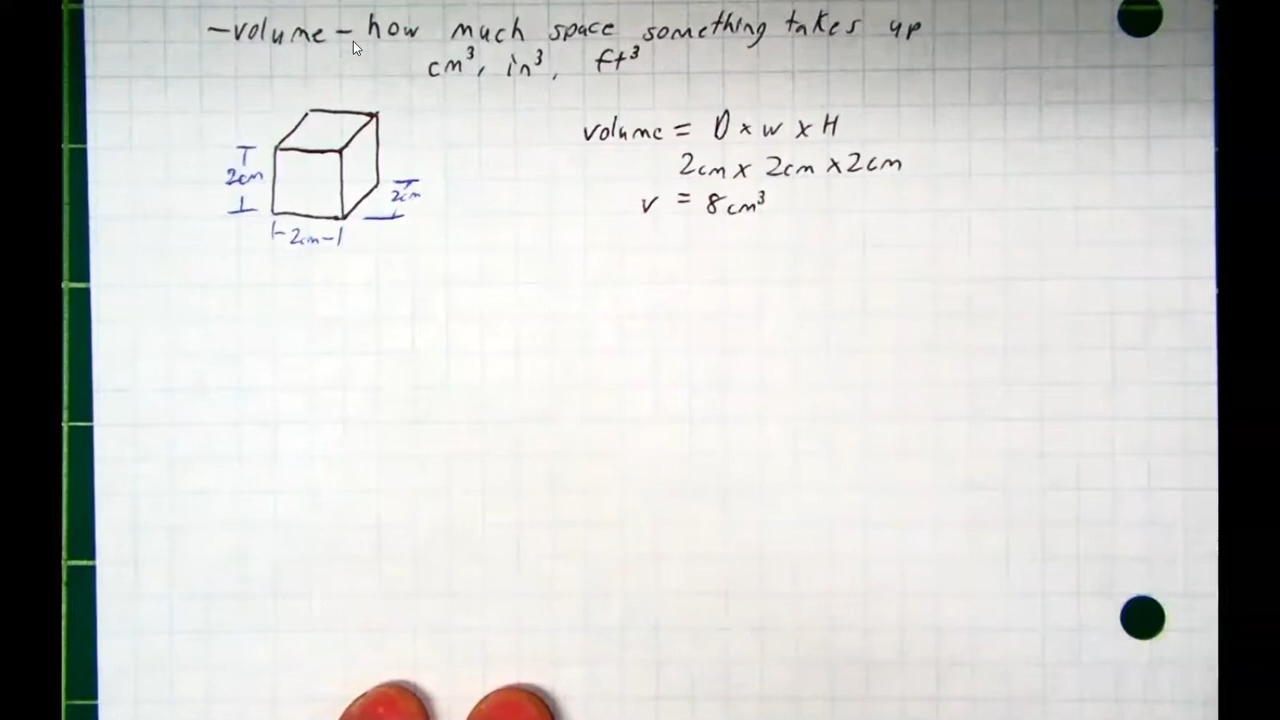 -volume - how much space something takes up
cm³, in³, ft³
volume = D x w x H
2cm x 2cm x 2cm
v = 8cm³
2cm
2cm
2cm